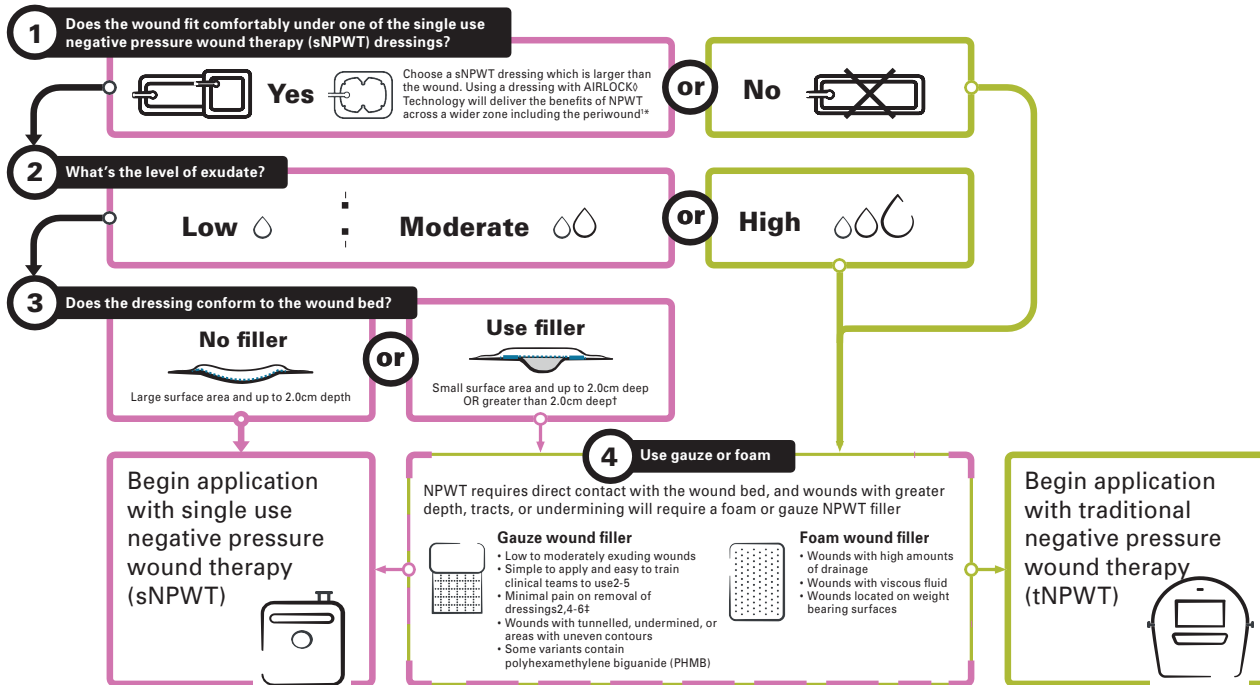 1
Does the wound fit comfortably under one of the single use
negative pressure wound therapy (sNPWT) dressings?
Yes
Choose a sNPWT dressing which is larger than
the wound. Using a dressing with AIRLOCK◊
Technology will deliver the benefits of NPWT
across a wider zone including the periwound¹*
or
No
2
What's the level of exudate?
Low
Moderate
or
High
3
Does the dressing conform to the wound bed?
No filler
Large surface area and up to 2.0cm depth
or
Use filler
Small surface area and up to 2.0cm deep
OR greater than 2.0cm deep†
Begin application
with single use
negative pressure
wound therapy
(sNPWT)
4
Use gauze or foam
NPWT requires direct contact with the wound bed, and wounds with greater
depth, tracts, or undermining will require a foam or gauze NPWT filler
Gauze wound filler
• Low to moderately exuding wounds
• Simple to apply and easy to train
clinical teams to use2-5
• Minimal pain on removal of
dressings2,4-6‡
• Wounds with tunnelled, undermined, or
areas with uneven contours
• Some variants contain
polyhexamethylene biguanide (PHMB)
Foam wound filler
• Wounds with high amounts
of drainage
• Wounds with viscous fluid
• Wounds located on weight
bearing surfaces
Begin application
with traditional
negative pressure
wound therapy
(tNPWT)